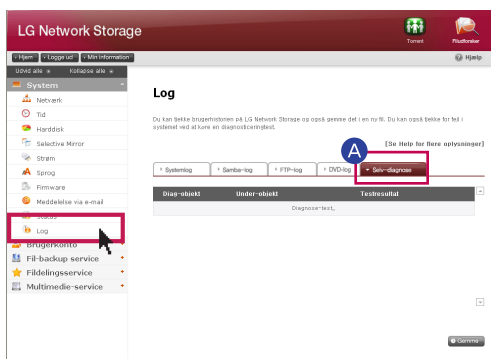 LG Network Storage
Torrent
Filudforsker
Hjem
Logge ud
Min information
Hjælp
Udvid alle
Kollapse alle
System
Netværk
Tid
Harddisk
Selective Mirror
Strøm
Sprog
Firmware
Meddelelse via e-mail
Status
Log
Brugerkonto
Fil-backup service
Fildelingsservice
Multimedie-service
Log
Du kan tjekke brugerhistorien på LG Network Storage og også gemme det i en ny fil. Du kan også tjekke for fejl i
systemet ved at køre en diagnosticeringstest.
[Se Help for flere oplysninger]
A
Systemlog
Samba-log
FTP-log
DVD-log
Selv-diagnose
Diag-objekt
Under-objekt
Testresultat
Diagnose-test,
Gemme